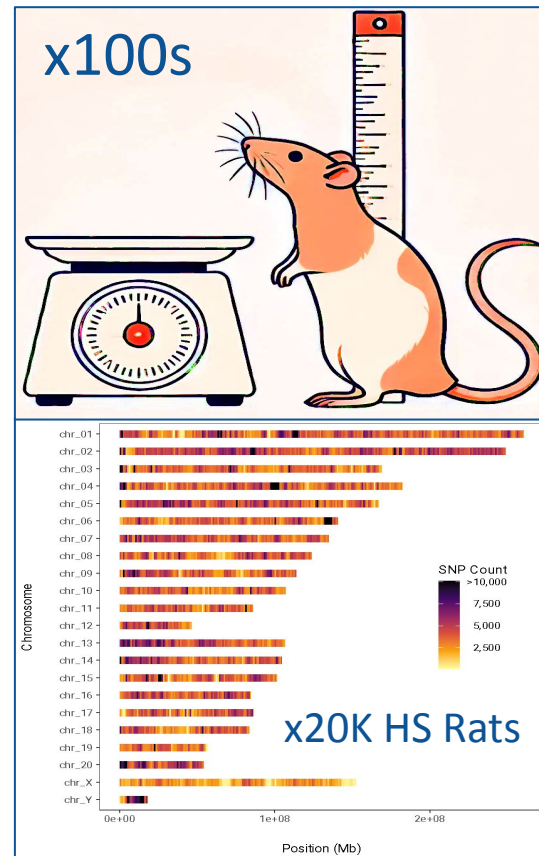 x100s
chr_01
chr_02
chr_03
chr_04
chr_05
chr_06
chr_07
chr_08
chr_09
chr_10
chr_11
chr_12
chr_13
chr_14
chr_15
chr_16
chr_17
chr_18
chr_19
chr_20
chr_X
chr_Y
Chromosome
SNP Count
>10,000
7,500
5,000
2,500
x20K HS Rats
0e+00 1e+08 2e+08
Position (Mb)